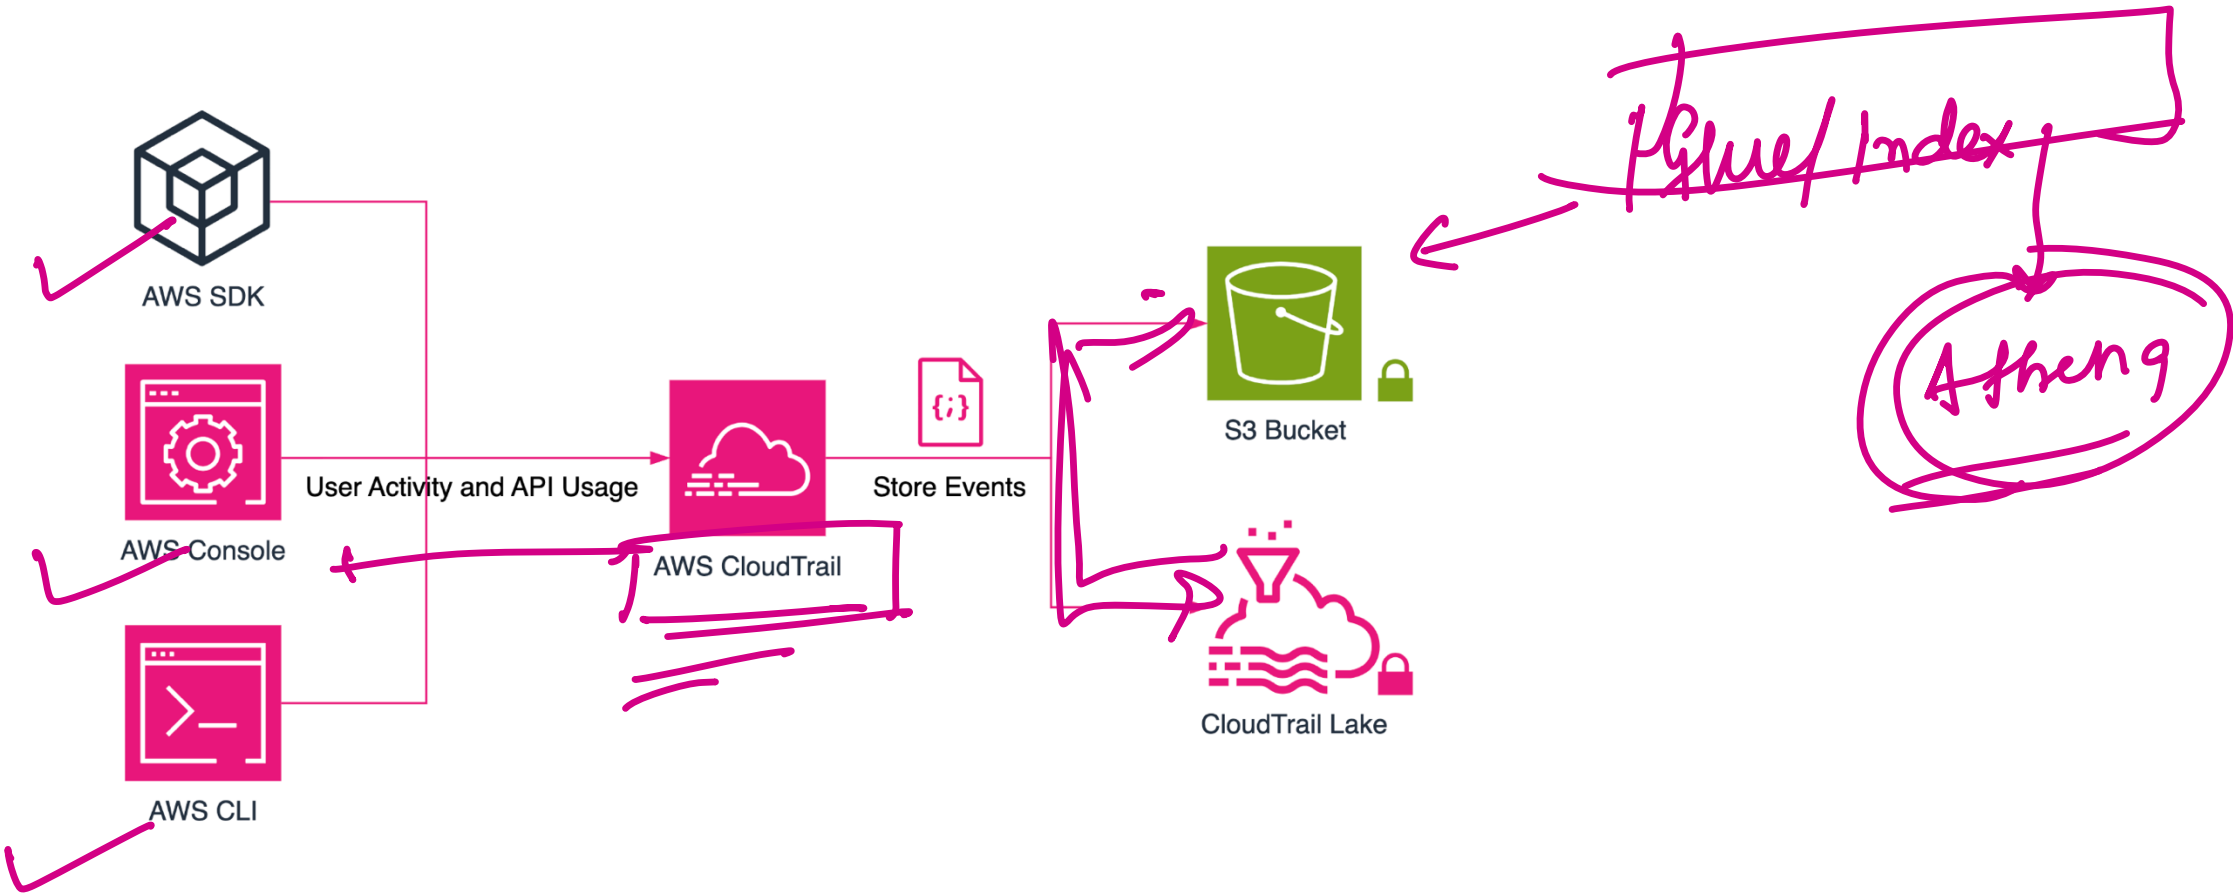 AWS SDK
AWS Console
AWS CLI
User Activity and API Usage
AWS CloudTrail
{;}
Store Events
S3 Bucket
CloudTrail Lake
Glue/Index
Athena